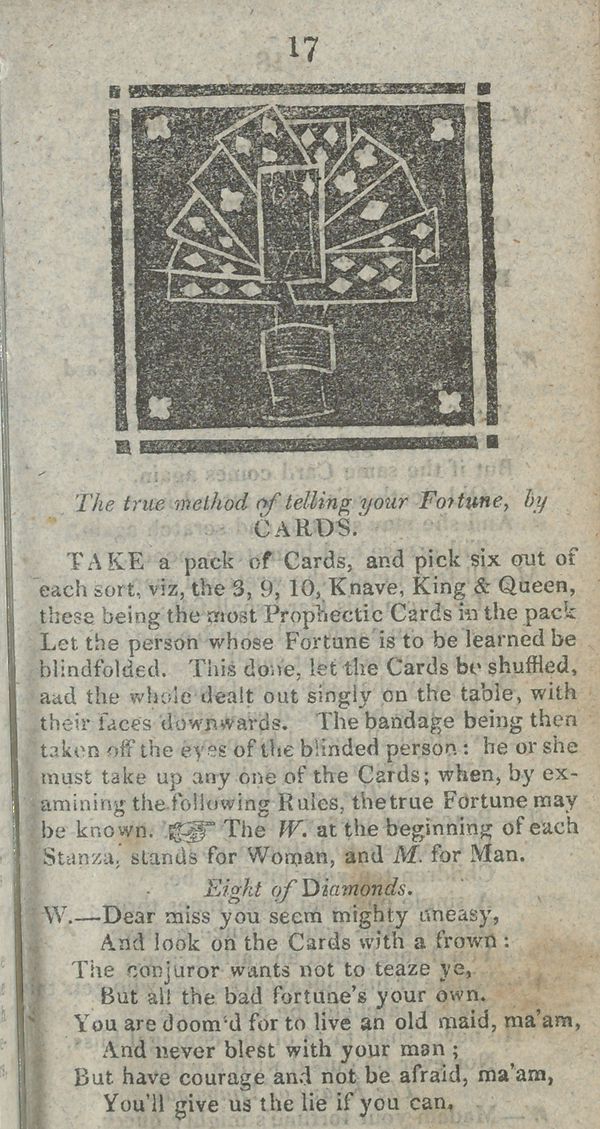 17
The true method of telling your Fortune, by
CARDS.
TAKE a pack of Cards, and pick six out of
each sort, viz, the 3, 9, 10, Knave, King & Queen,
these being the most Prophectic Cards in the pack
Let the person whose Fortune is to be learned be
blindfolded. This done, let the Cards be shuffled,
aad the whole dealt out singly on the table, with
their faces downwards. The bandage being then
taken off the eyes of the blinded person: he or she
must take up any one of the Cards; when, by ex-
amining the following Rules, the true Fortune may
be known. ☞ The W. at the beginning of each
Stanza, stands for Woman, and M. for Man.
Eight of Diamonds.
W.—Dear miss you seem mighty uneasy,
And look on the Cards with a frown:
The conjuror wants not to teaze ye,
But all the bad fortune's your own.
You are doom'd for to live an old maid, ma'am,
And never blest with your man;
But have courage and not be afraid, ma'am,
You'll give us the lie if you can.